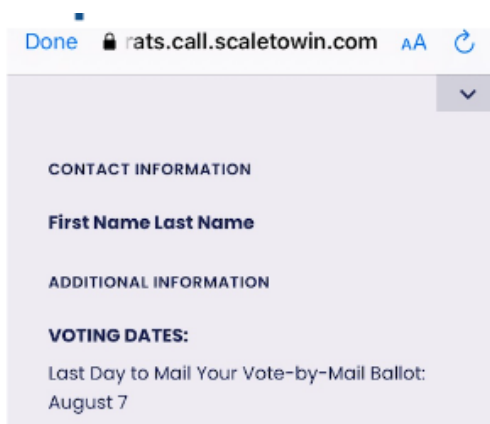 Done rats.call.scaletowin.com AA
CONTACT INFORMATION
First Name Last Name
ADDITIONAL INFORMATION
VOTING DATES:
Last Day to Mail Your Vote-by-Mail Ballot:
August 7